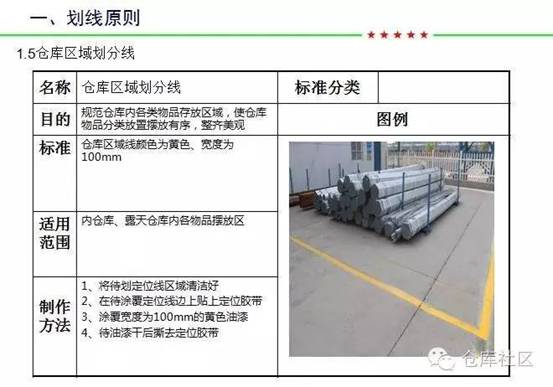 一、划线原则
1.5仓库区域划分线
名称
仓库区域划分线
标准分类
目的
规范仓库内各类物品存放区域，使仓库
物品分类放置摆放有序，整齐美观
图例
标准
仓库区域线颜色为黄色、宽度为
100mm
适用
范围
内仓库、露天仓库内各物品摆放区
制作
方法
1、将待划定位线区域清洁好
2、在待涂覆定位线边上贴上定位胶带
3、涂覆宽度为100mm的黄色油漆
4、待油漆干后撕去定位胶带
仓库社区